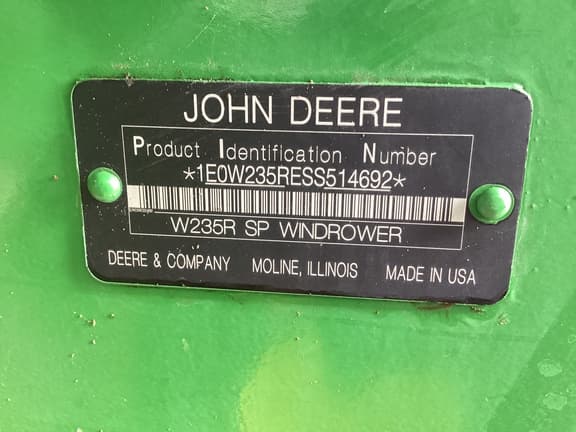 JOHN DEERE
Product Identification Number
*1E0W235RESS514692*
W235R SP WINDROWER
DEERE & COMPANY MOLINE, ILLINOIS MADE IN USA